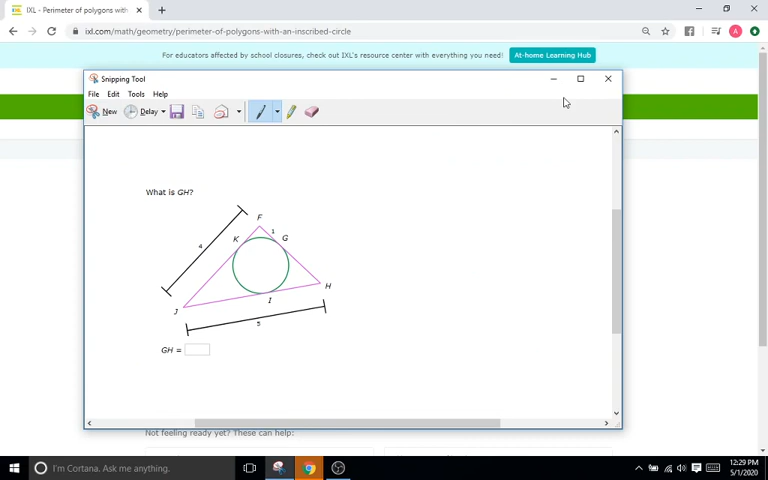 IXL - Perimeter of polygons with
ixl.com/math/geometry/perimeter-of-polygons-with-an-inscribed-circle
A
For educators affected by school closures, check out IXL's resource center with everything you need!
At-home Learning Hub
Snipping Tool
File Edit Tools Help
New Delay
What is GH?
F
1
K G
4
H
I
J
5
GH =
Not feeling ready yet? These can help:
I'm Cortana. Ask me anything.
12:29 PM
5/1/2020